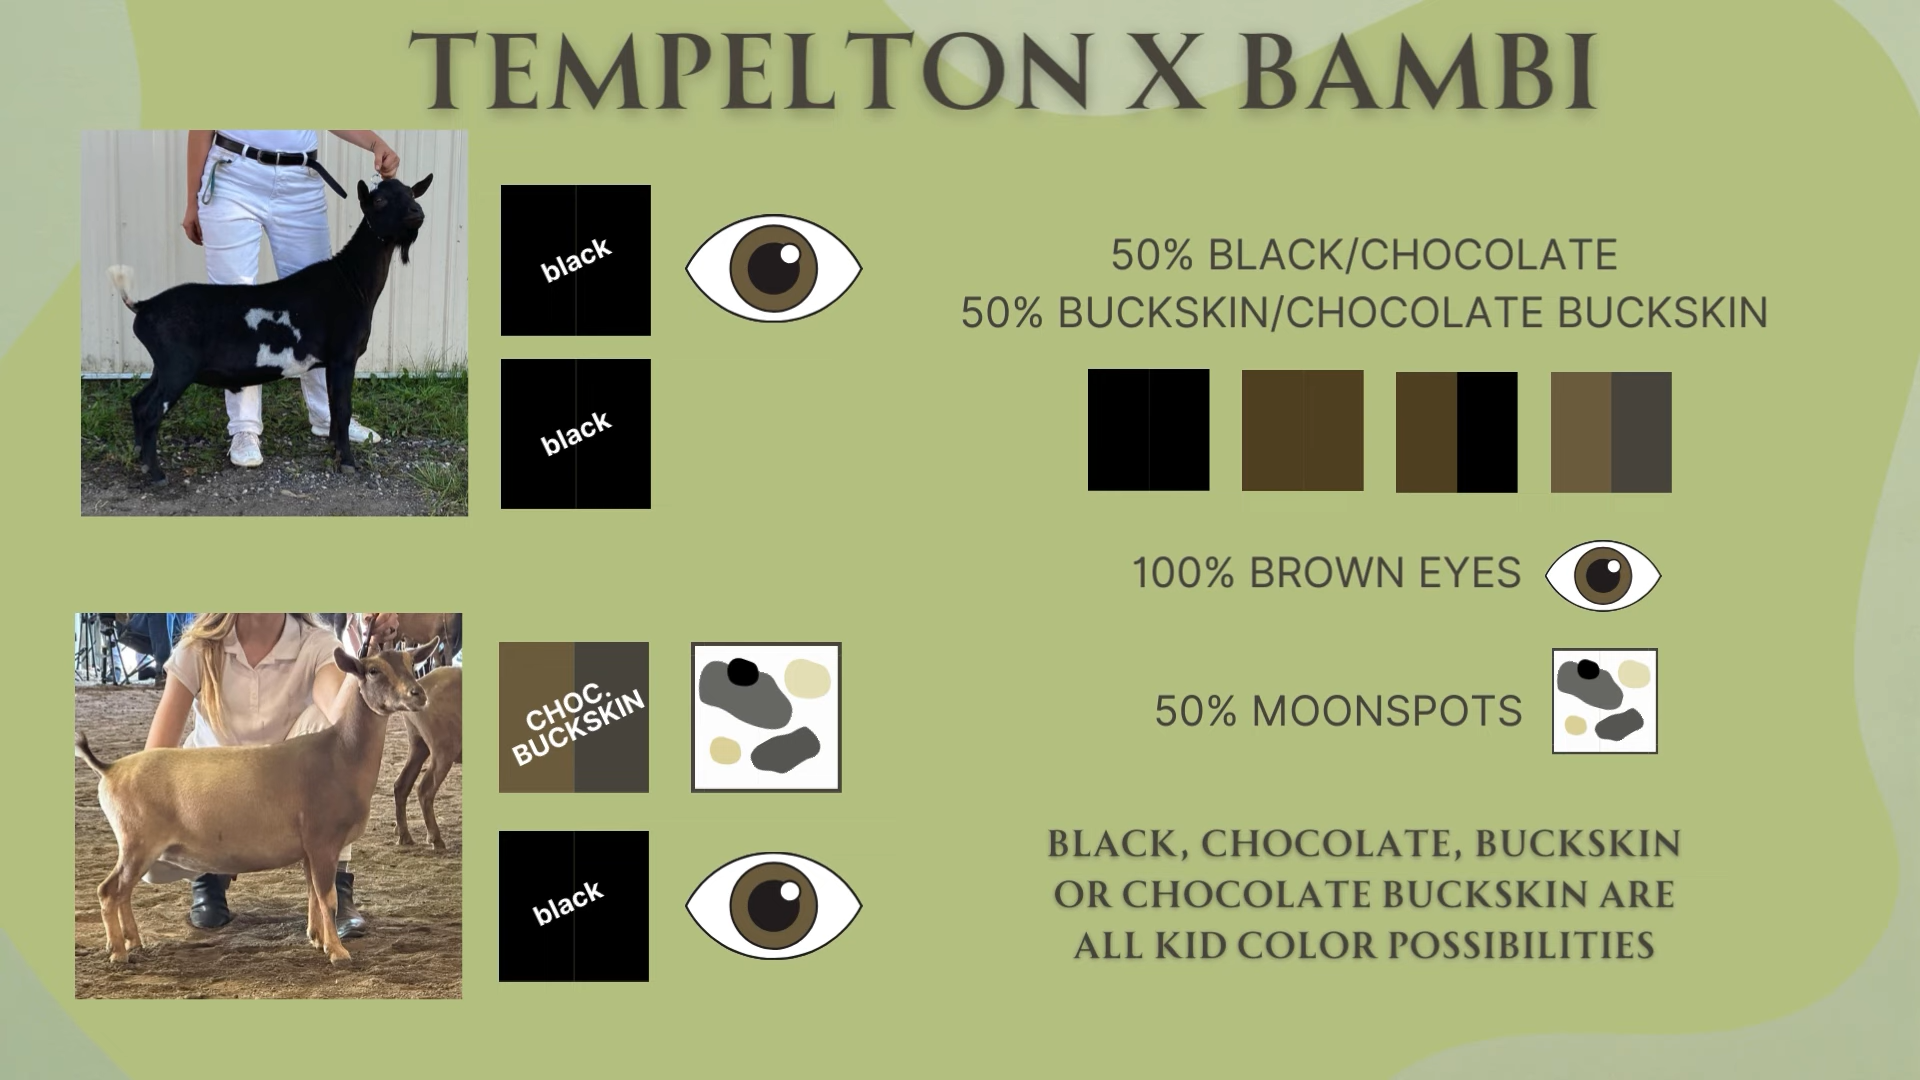 TEMPELTON X BAMBI
black
black
50% BLACK/CHOCOLATE
50% BUCKSKIN/CHOCOLATE BUCKSKIN
100% BROWN EYES
CHOC.
BUCKSKIN
50% MOONSPOTS
black
BLACK, CHOCOLATE, BUCKSKIN
OR CHOCOLATE BUCKSKIN ARE
ALL KID COLOR POSSIBILITIES